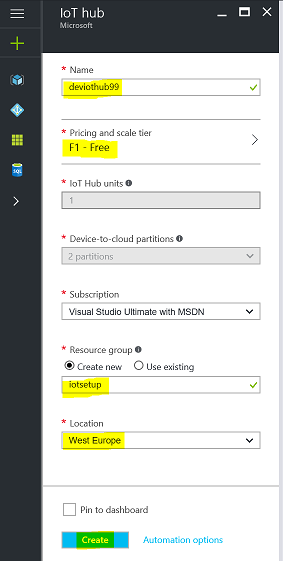 IoT hub
Microsoft
* Name
deviothub99
* Pricing and scale tier
F1 - Free
* IoT Hub units
1
* Device-to-cloud partitions
2 partitions
* Subscription
Visual Studio Ultimate with MSDN
* Resource group
Create new Use existing
iotsetup
* Location
West Europe
Pin to dashboard
Create Automation options
SQL